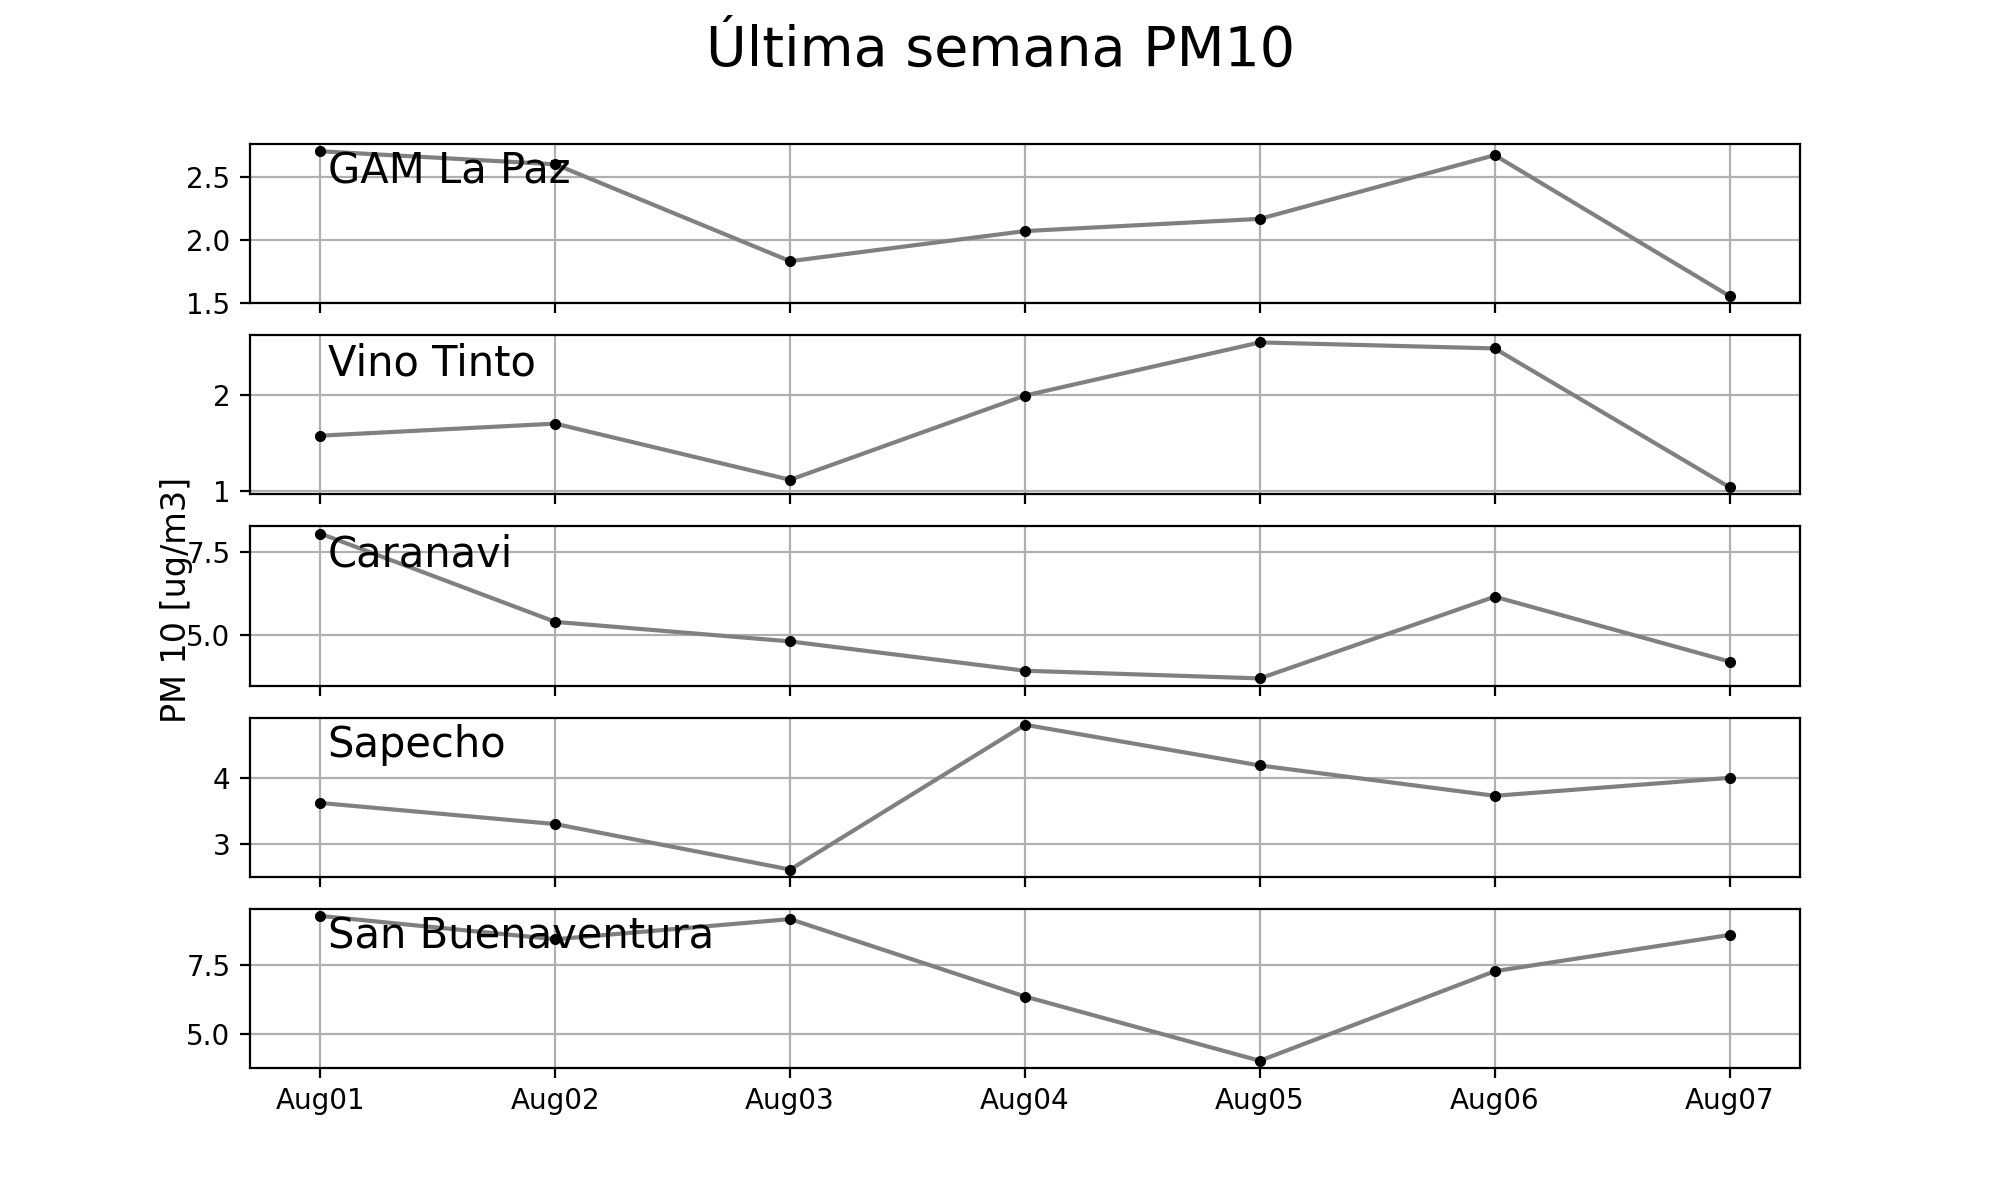 Última semana PM10
GAM La Paz
2.5
2.0
1.5
Vino Tinto
2
1
PM 10 [ug/m3]
Caranavi
7.5
5.0
Sapecho
4
3
San Buenaventura
7.5
5.0
Aug01 Aug02 Aug03 Aug04 Aug05 Aug06 Aug07